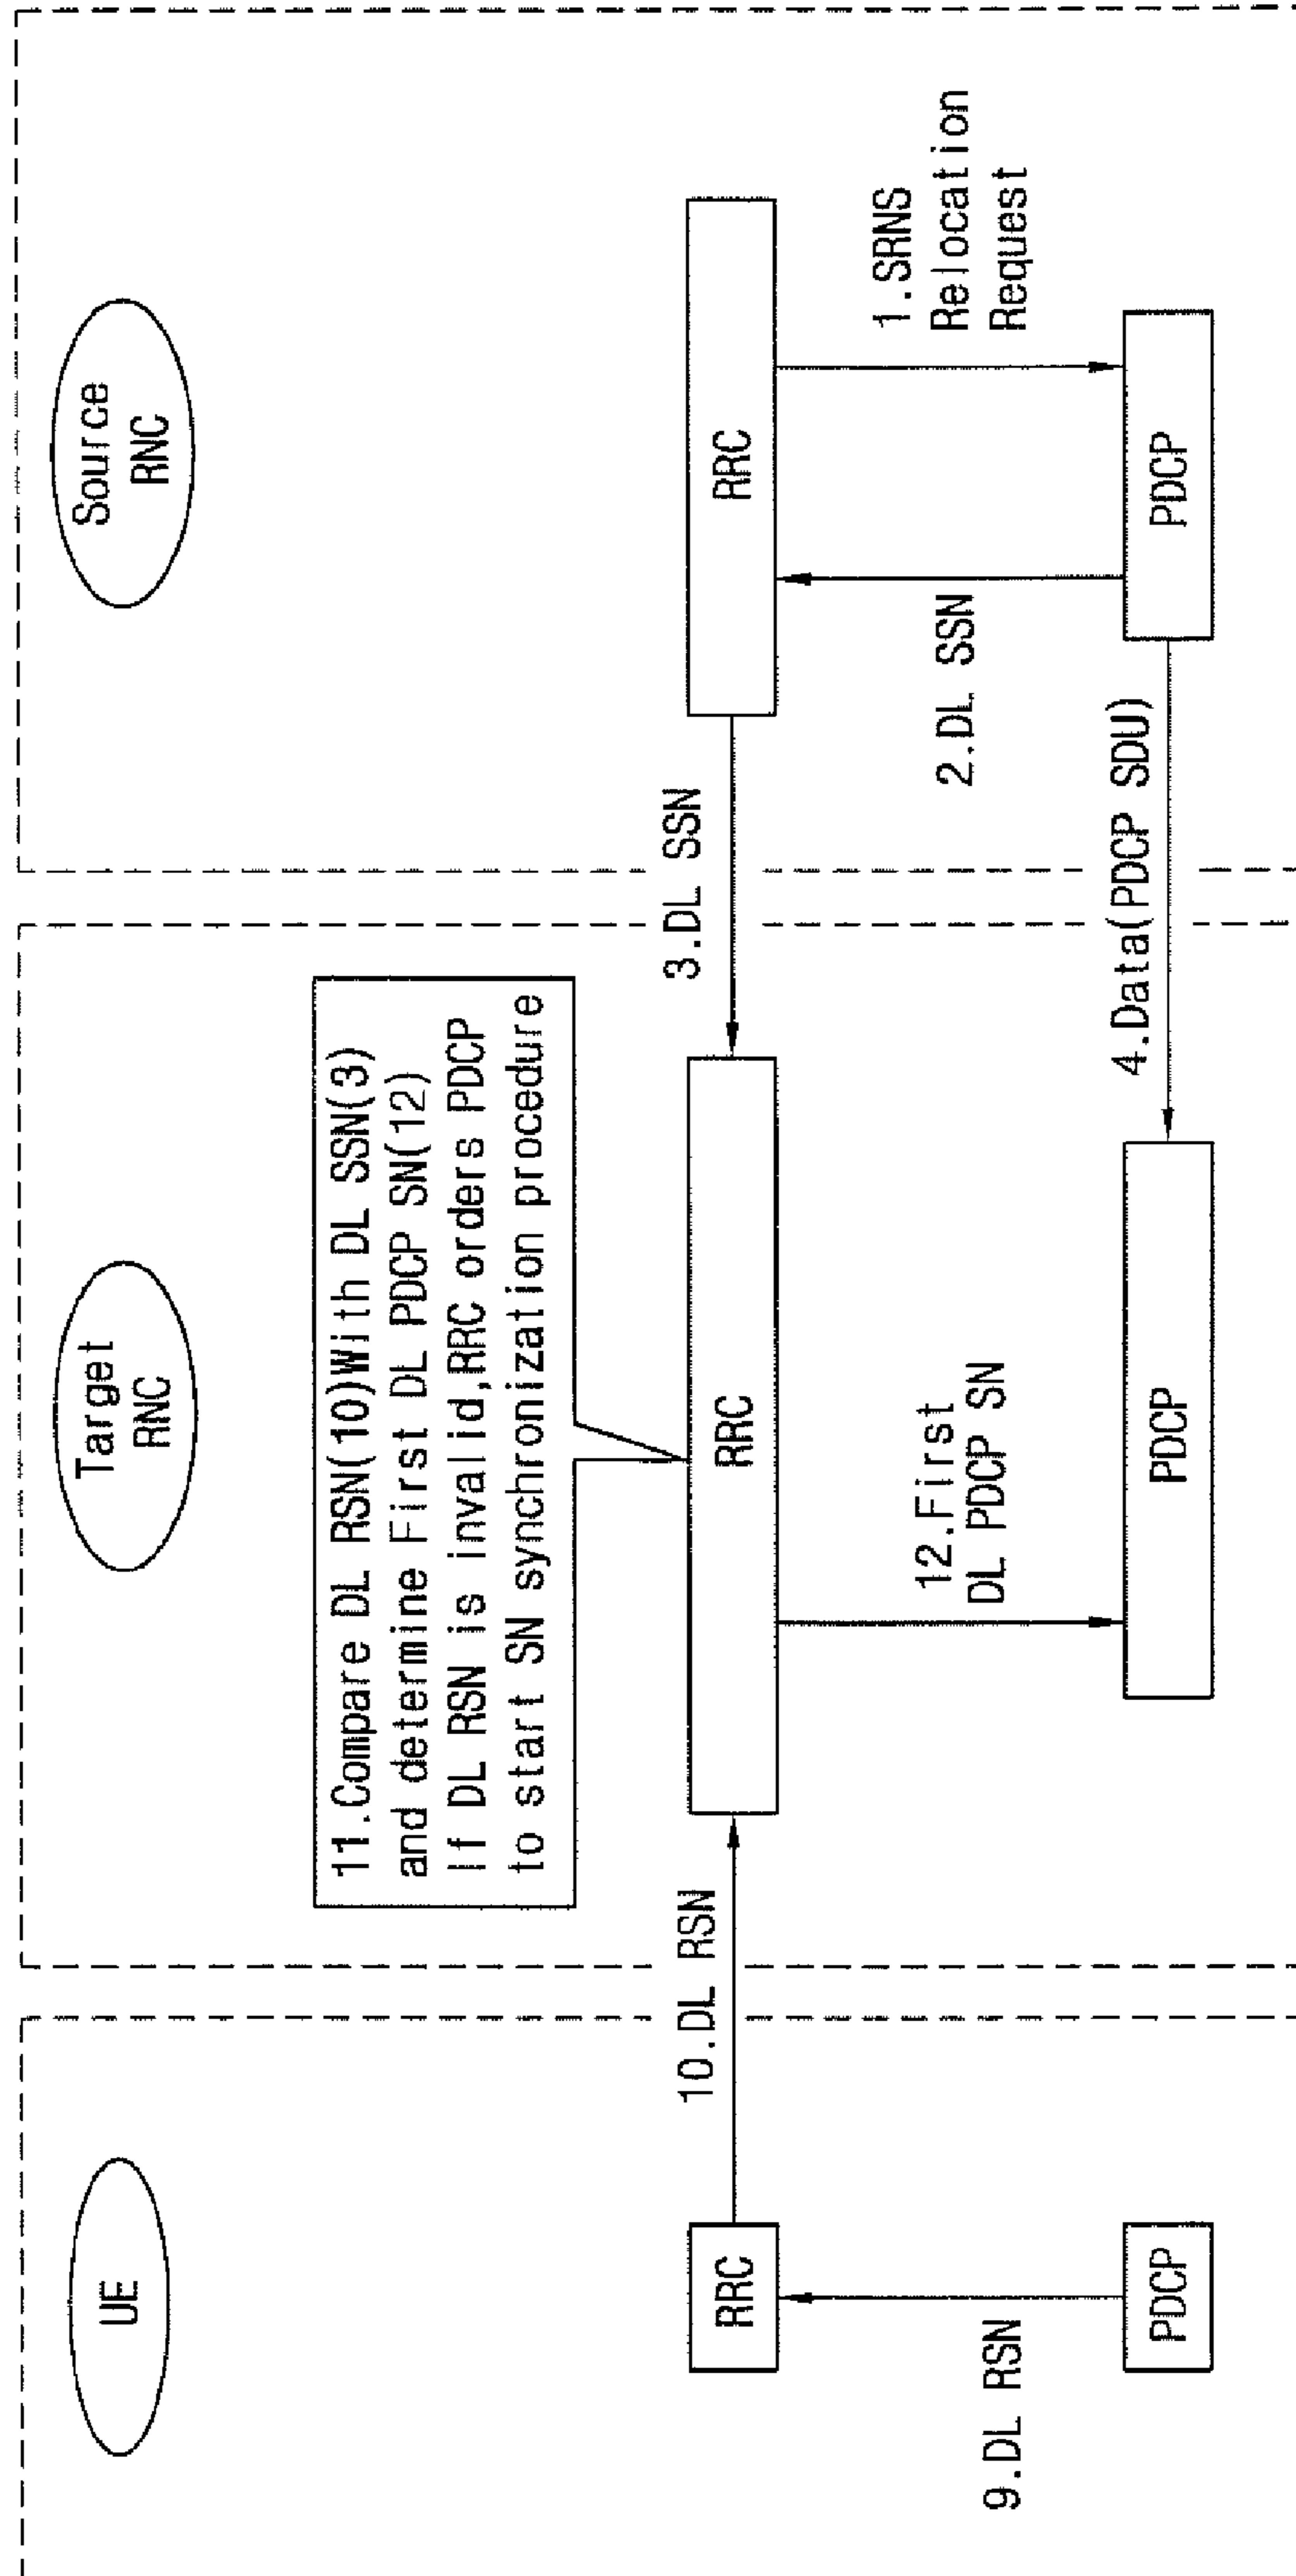 UE
Target
RNC
Source
RNC
11.Compare DL RSN(10)With DL SSN(3)
and determine First DL PDCP SN(12)
If DL RSN is invalid,RRC orders PDCP
to start SN synchronization procedure
10.DL RSN
3.DL SSN
RRC
RRC
RRC
9.DL RSN
12.First
DL PDCP SN
2.DL SSN
1.SRNS
Relocation
Request
4.Data(PDCP SDU)
PDCP
PDCP
PDCP